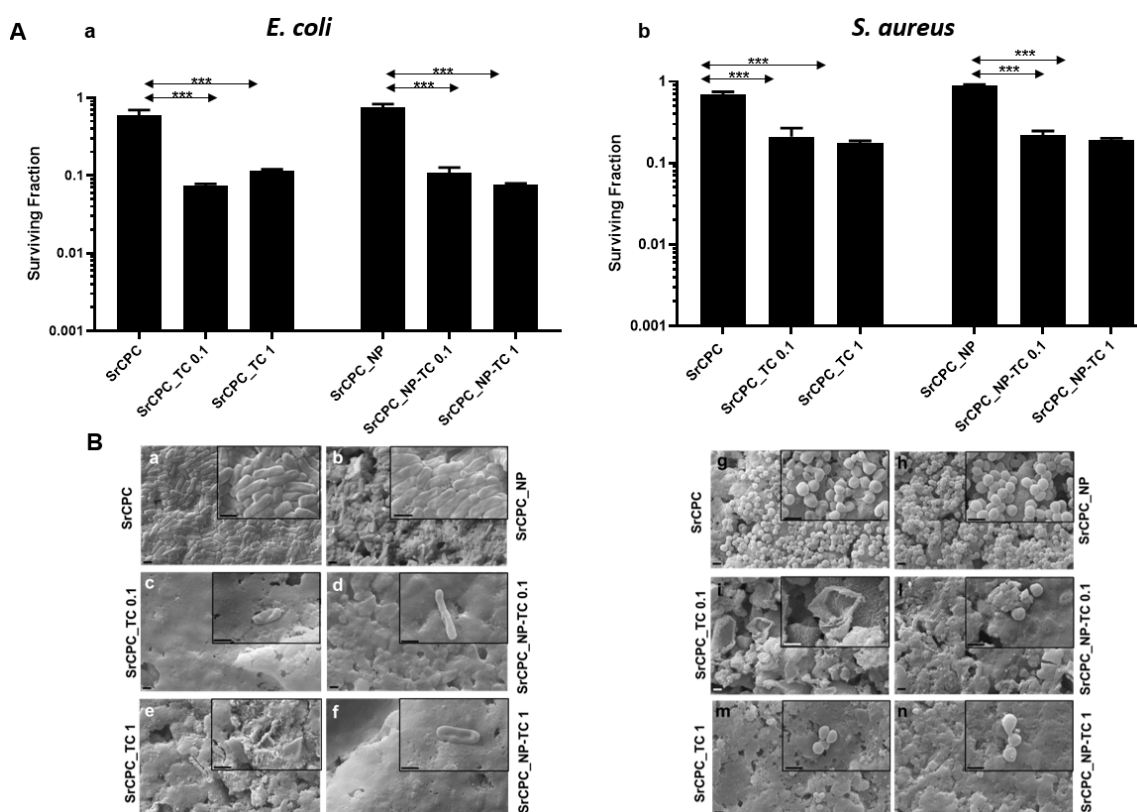 A
a
E. coli
b
S. aureus
***
***
***
***
***
***
***
***
Surviving Fraction
1
0.1
0.01
0.001
SrCPC
SrCPC_TC 0.1
SrCPC_TC 1
SrCPC_NP
SrCPC_NP-TC 0.1
SrCPC_NP-TC 1
Surviving Fraction
1
0.1
0.01
0.001
SrCPC
SrCPC_TC 0.1
SrCPC_TC 1
SrCPC_NP
SrCPC_NP-TC 0.1
SrCPC_NP-TC 1
B
SrCPC
a
b
SrCPC_NP
SrCPC_TC 0.1
c
d
SrCPC_NP-TC 0.1
SrCPC_TC 1
e
f
SrCPC_NP-TC 1
SrCPC
g
h
SrCPC_NP
SrCPC_TC 0.1
i
l
SrCPC_NP-TC 0.1
SrCPC_TC 1
m
n
SrCPC_NP-TC 1